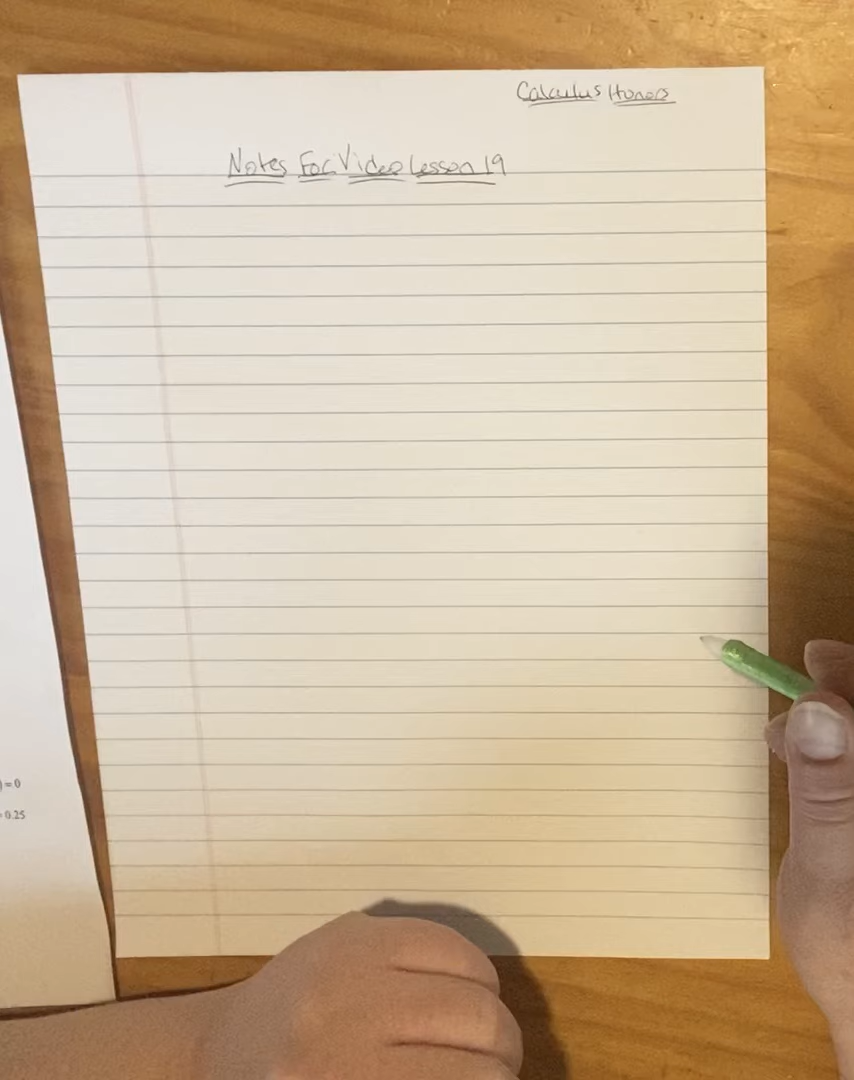 Calculus Honors
Notes For Video Lesson 19
) = 0
= 0.25